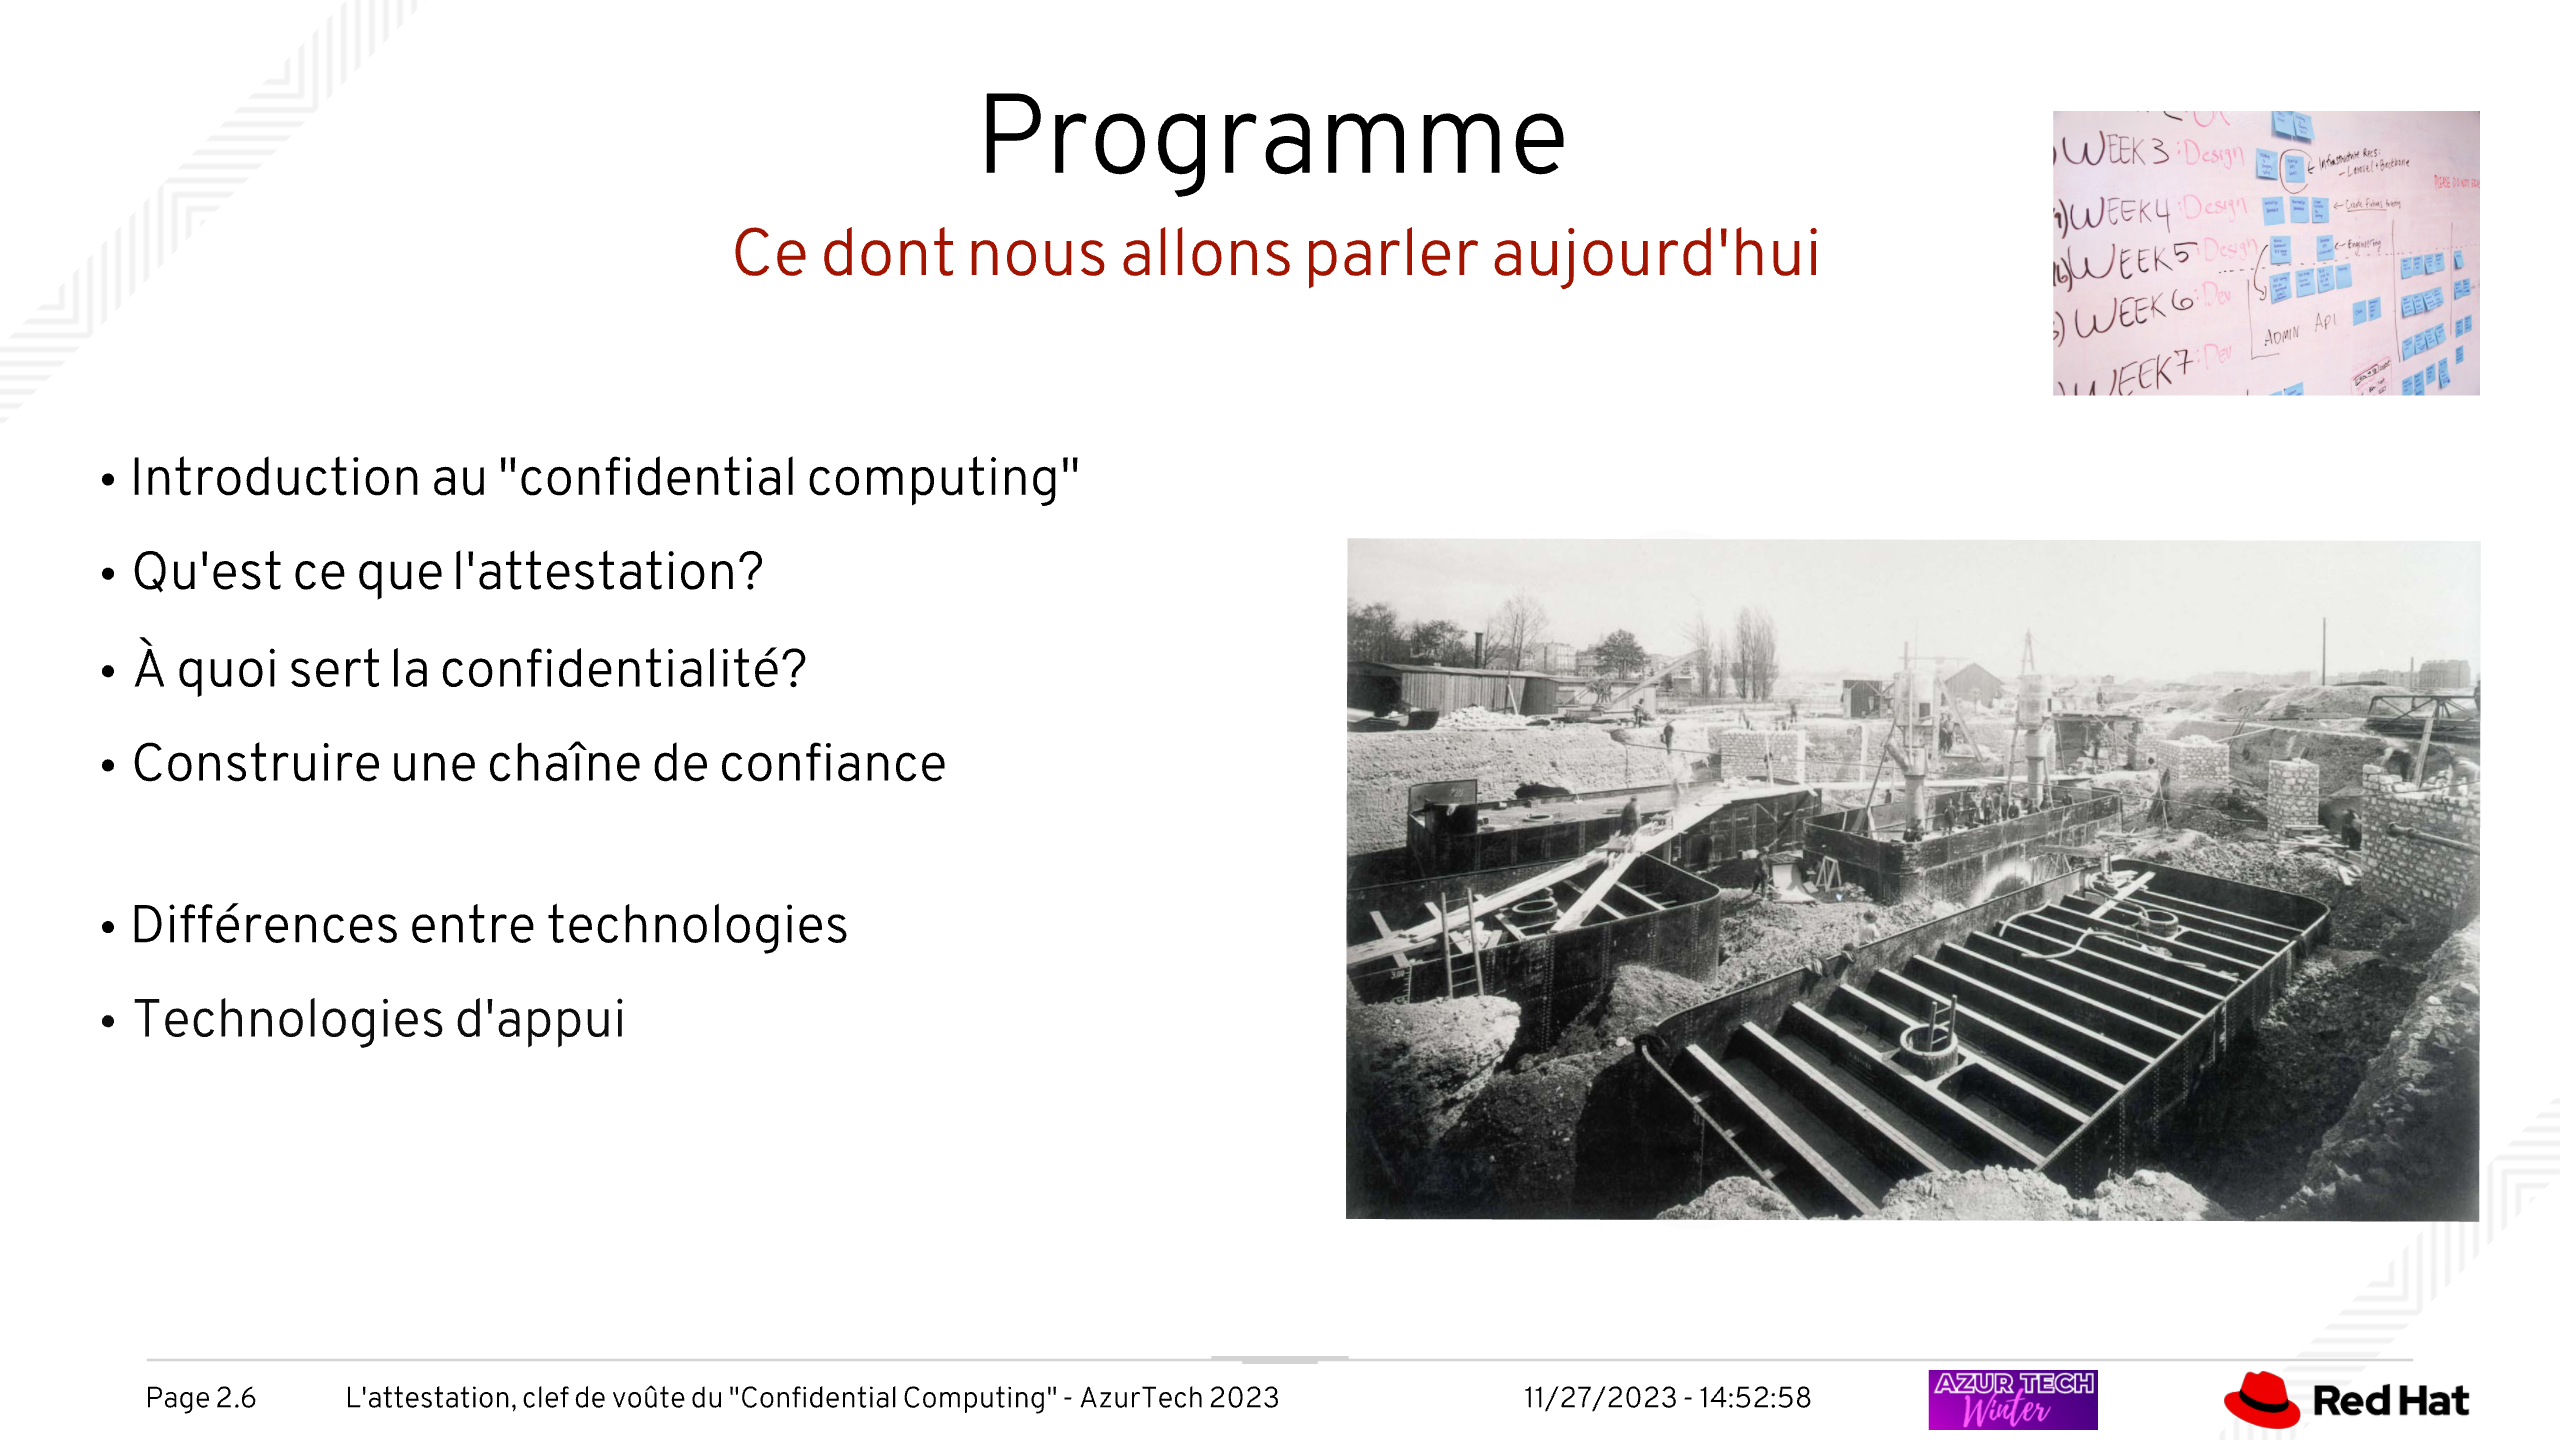 Programme
Ce dont nous allons parler aujourd'hui
WEEK 3 : Design
Infrastructure Recs:
WEEK 4 : Design
WEEK 5 : Design
Engineering
WEEK 6 : Dev
ADMIN API
WEEK 7 : Dev
• Introduction au "confidential computing"
• Qu'est ce que l'attestation?
• À quoi sert la confidentialité?
• Construire une chaîne de confiance
• Différences entre technologies
• Technologies d'appui
Page 2.6 L'attestation, clef de voûte du "Confidential Computing" - AzurTech 2023 11/27/2023 - 14:52:58
AZUR TECH
Winter
Red Hat